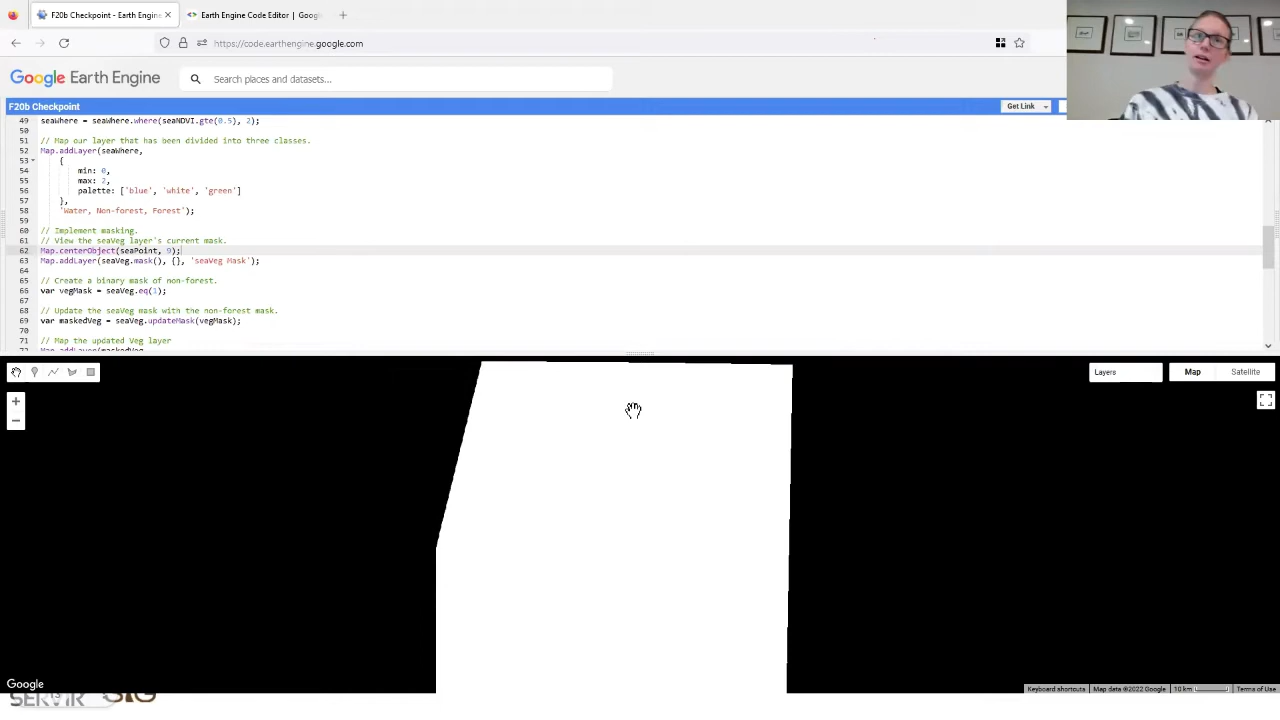 F20b Checkpoint - Earth Engine
Earth Engine Code Editor | Goog
https://code.earthengine.google.com
Google Earth Engine
Search places and datasets...
F20b Checkpoint
Get Link
49 seaWhere = seaWhere.where(seaNDVI.gte(0.5), 2);
50
51 // Map our layer that has been divided into three classes.
52 Map.addLayer(seaWhere,
53 {
54 min: 0,
55 max: 2,
56 palette: ['blue', 'white', 'green']
57 },
58 'Water, Non-forest, Forest');
59
60 // Implement masking.
61 // View the seaVeg layer's current mask.
62 Map.centerObject(seaPoint, 9);
63 Map.addLayer(seaVeg.mask(), {}, 'seaVeg Mask');
64
65 // Create a binary mask of non-forest.
66 var vegMask = seaVeg.eq(1);
67
68 // Update the seaVeg mask with the non-forest mask.
69 var maskedVeg = seaVeg.updateMask(vegMask);
70
71 // Map the updated Veg layer
72 Map.addLayer(maskedVeg,
Layers
Map
Satellite
Google
SERVIR
SIG
Keyboard shortcuts
Map data ©2022 Google
10 km
Terms of Use